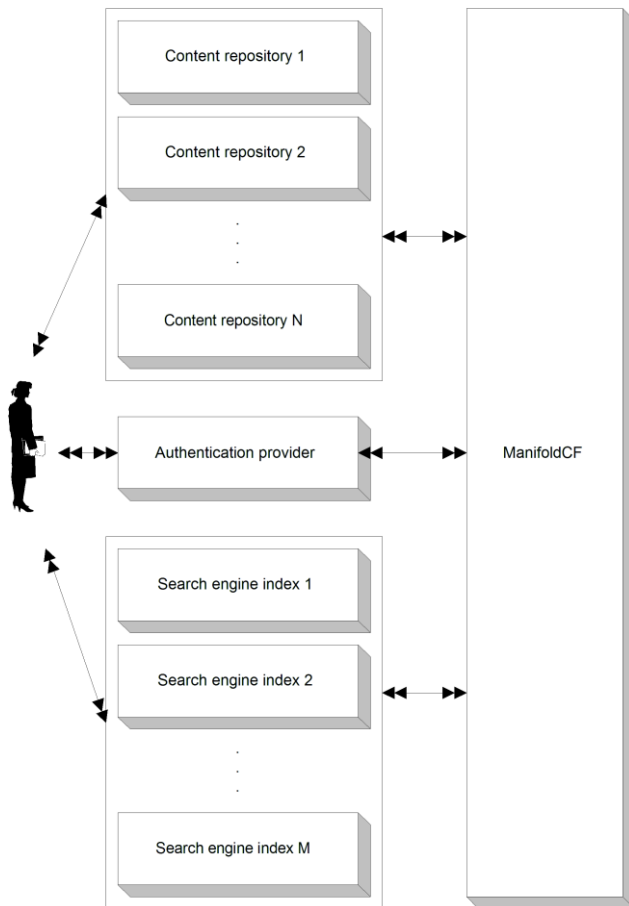 Content repository 1
Content repository 2
.
.
.
Content repository N
Authentication provider
ManifoldCF
Search engine index 1
Search engine index 2
.
.
.
Search engine index M